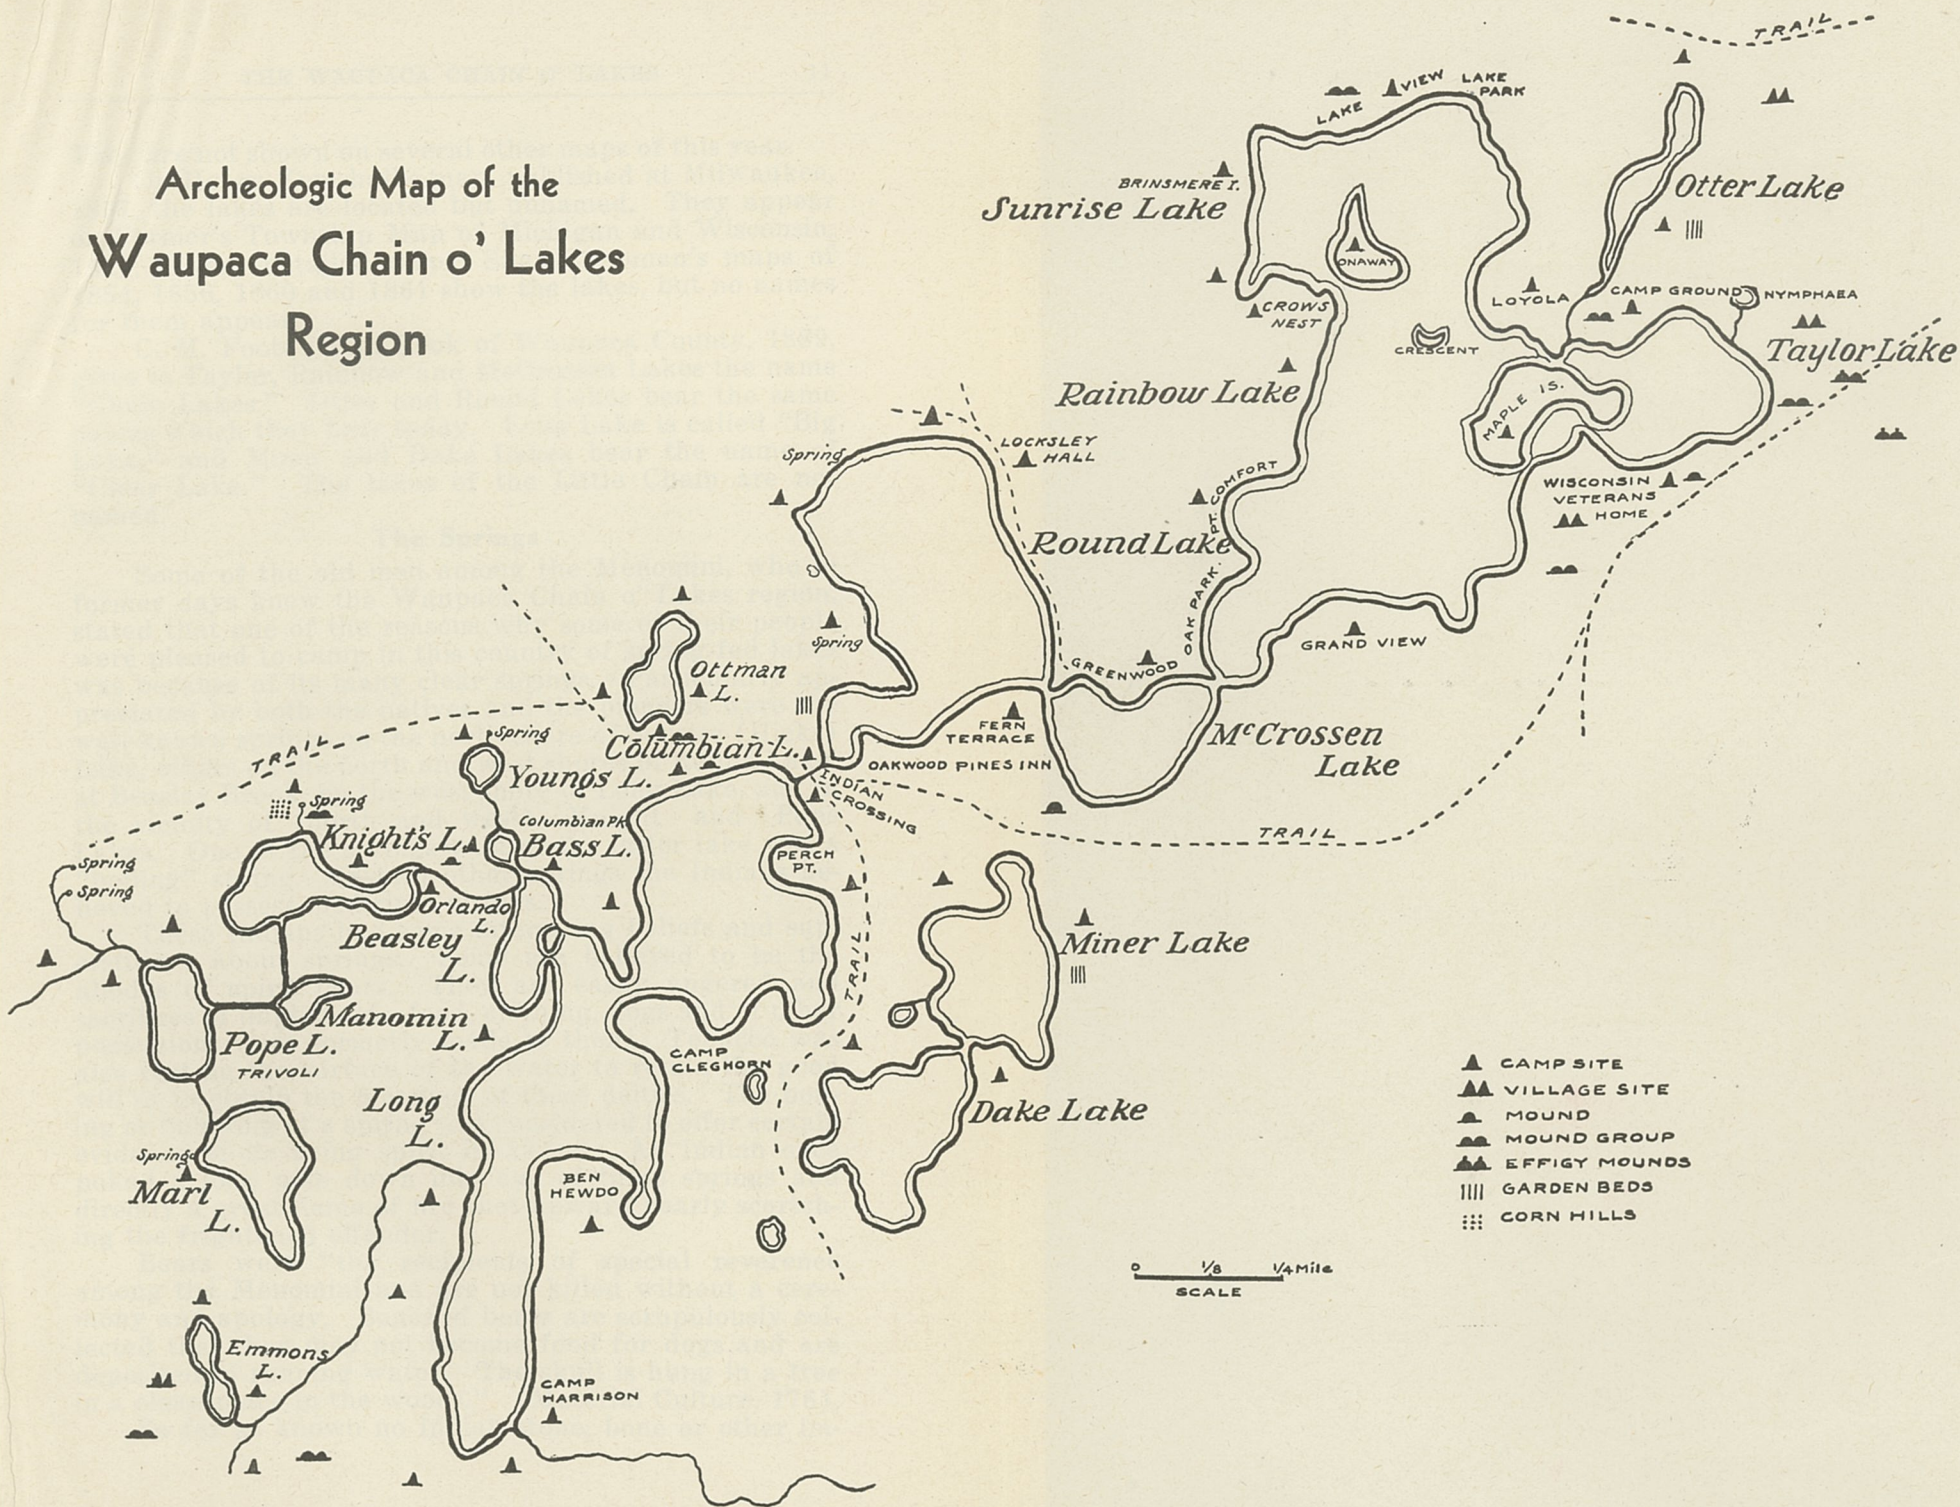 Archeologic Map of the
Waupaca Chain o' Lakes
Region
TRAIL
LAKE VIEW
LAKE
PARK
BRINSMERE I.
Sunrise Lake
Otter Lake
ONAWAY
LOYOLA
CAMP GROUND
NYMPHAEA
CROWS
NEST
CRESCENT
Taylor Lake
Rainbow Lake
MAPLE IS.
LOCKSLEY
HALL
Spring
PT. COMFORT
WISCONSIN
VETERANS
HOME
Round Lake
OAK PARK.
Spring
GRAND VIEW
GREENWOOD
Ottman
L.
FERN
TERRACE
McCrossen
Lake
OAKWOOD PINES INN
Columbian L.
TRAIL
Spring
Youngs L.
INDIAN
CROSSING
TRAIL
Spring
Columbian Pk
Knight's L.
Bass L.
PERCH
PT.
Spring
Spring
Orlando
L.
Beasley
L.
TRAIL
Miner Lake
Manomin
L.
Pope L.
TRIVOLI
CAMP
CLEGHORN
Long
L.
Dake Lake
CAMP SITE
VILLAGE SITE
MOUND
MOUND GROUP
EFFIGY MOUNDS
GARDEN BEDS
CORN HILLS
Springs
Marl
L.
BEN
HEWDO
0 1/8 1/4 Mile
SCALE
Emmons
L.
CAMP
HARRISON